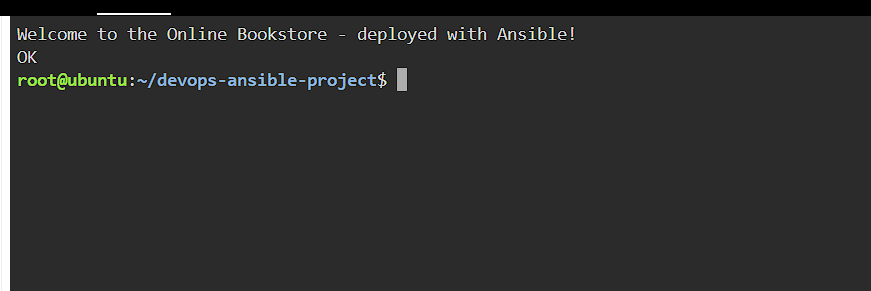 Welcome to the Online Bookstore - deployed with Ansible!
OK
root@ubuntu:~/devops-ansible-project$